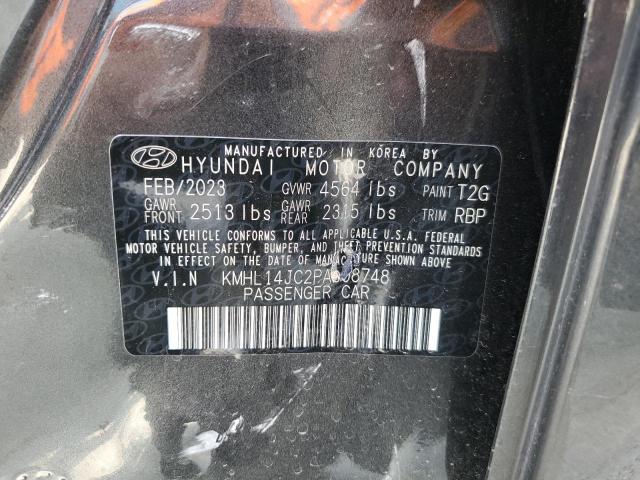 MANUFACTURED IN KOREA BY
HYUNDAI MOTOR COMPANY
FEB/2023 GVWR 4564 lbs PAINT T2G
GAWR FRONT 2513 lbs GAWR REAR 2315 lbs TRIM RBP
THIS VEHICLE CONFORMS TO ALL APPLICABLE U.S.A. FEDERAL
MOTOR VEHICLE SAFETY, BUMPER, AND THEFT PREVENTION STANDARDS
IN EFFECT ON THE DATE OF MANUFACTURE SHOWN ABOVE.
V.I.N
PASSENGER CAR